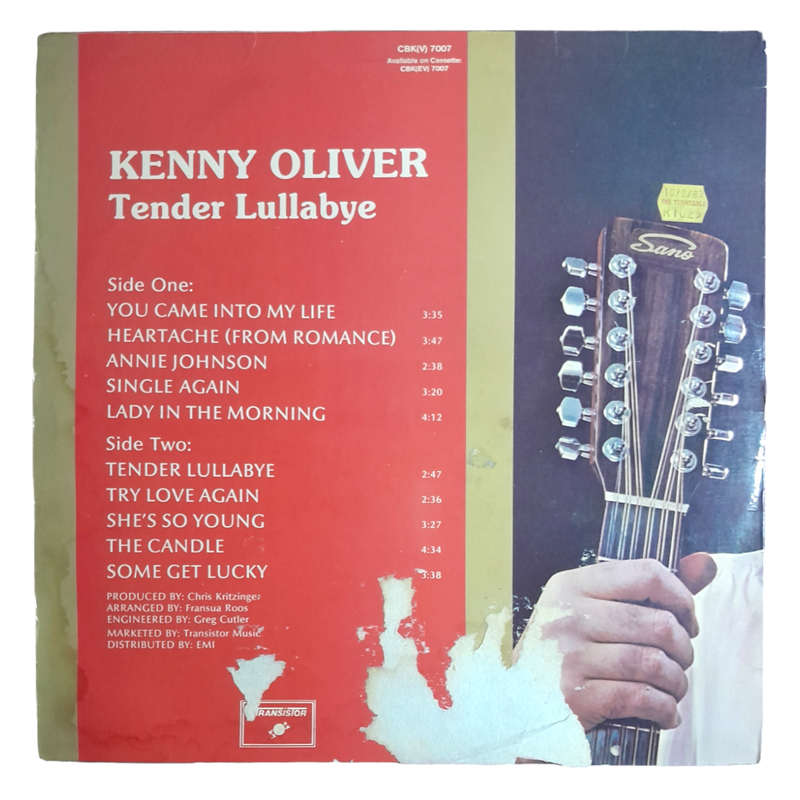 CBK(V) 7007
Available on Cassette:
CBK(EV) 7007
KENNY OLIVER
Tender Lullabye
Sano
Side One:
YOU CAME INTO MY LIFE 3:35
HEARTACHE (FROM ROMANCE) 3:47
ANNIE JOHNSON 2:38
SINGLE AGAIN 3:20
LADY IN THE MORNING 4:12
Side Two:
TENDER LULLABYE 2:47
TRY LOVE AGAIN 2:36
SHE'S SO YOUNG 3:27
THE CANDLE 4:34
SOME GET LUCKY 3:38
PRODUCED BY: Chris Kritzinger
ARRANGED BY: Fransua Roos
ENGINEERED BY: Greg Cutler
MARKETED BY: Transistor Music
DISTRIBUTED BY: EMI
TRANSISTOR